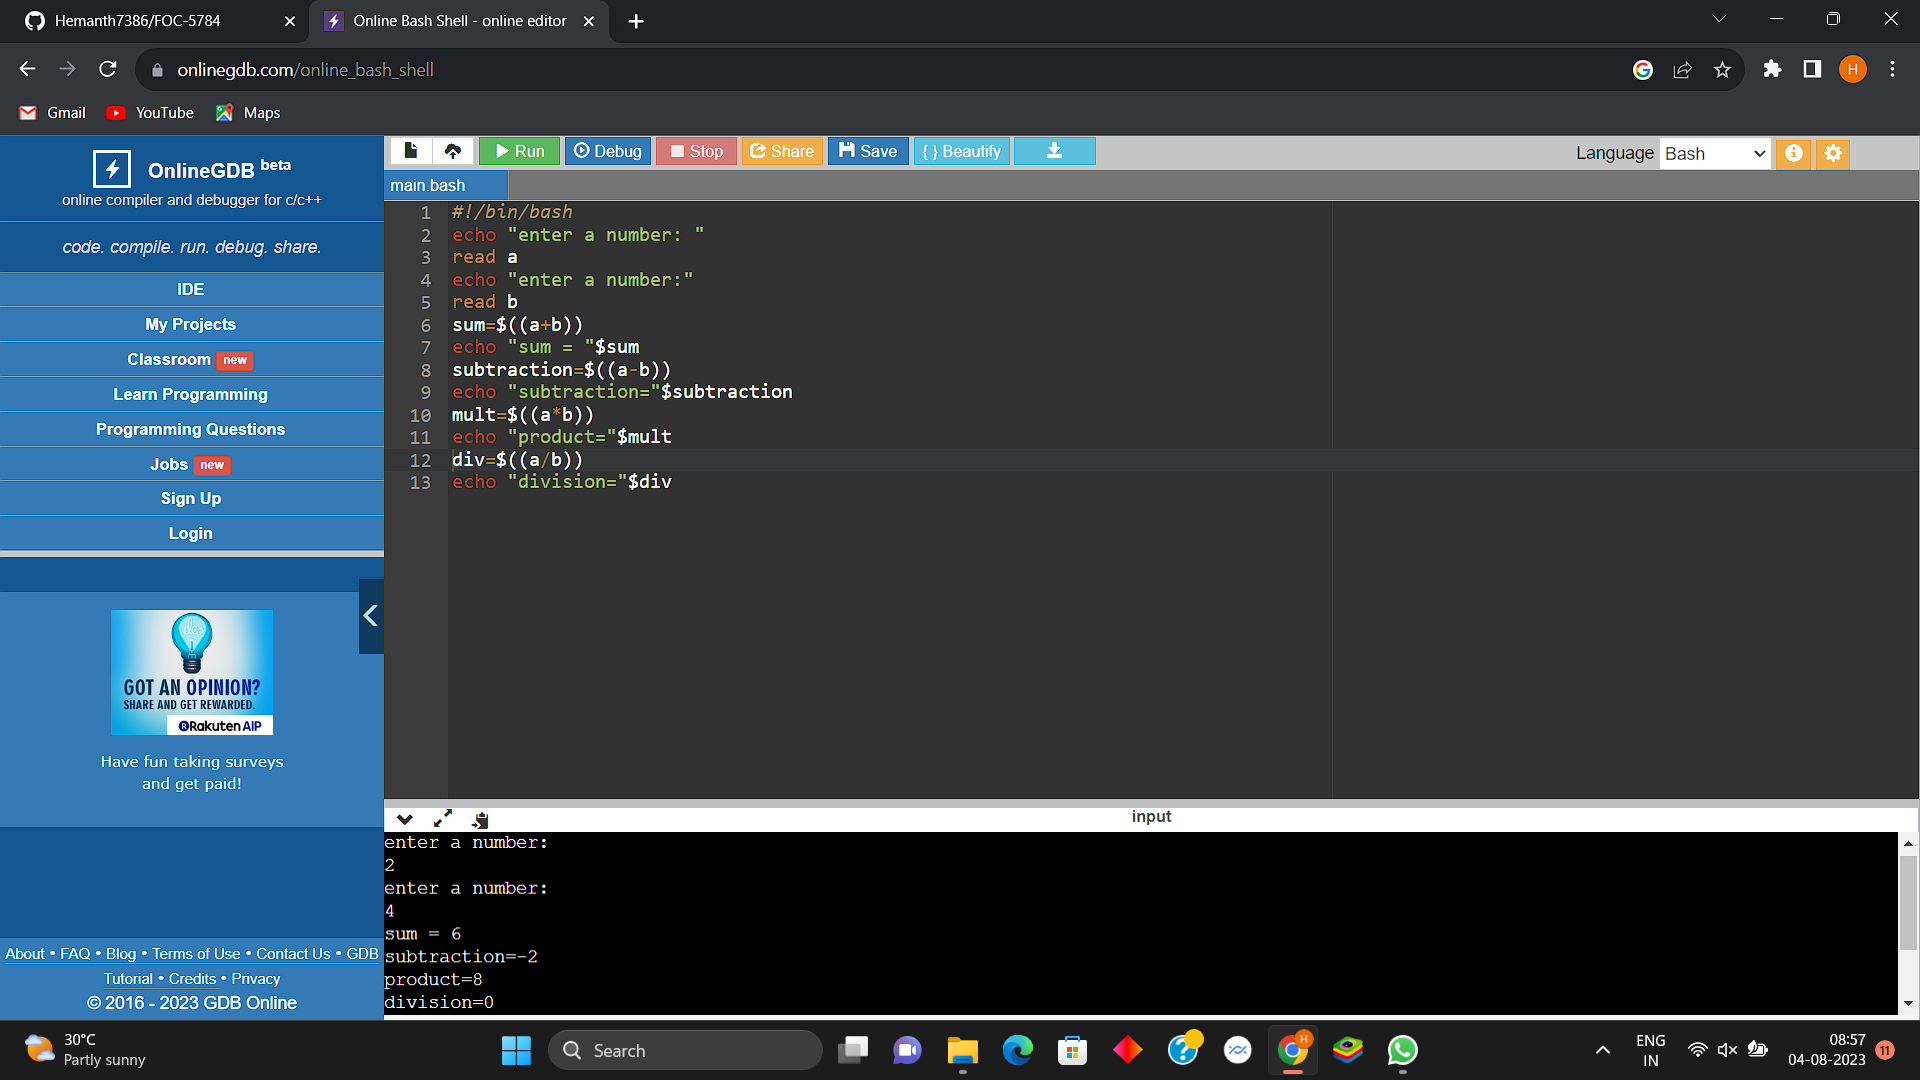 Hemanth7386/FOC-5784
Online Bash Shell - online editor
onlinegdb.com/online_bash_shell
H
Gmail
YouTube
Maps
OnlineGDB beta
online compiler and debugger for c/c++
code. compile. run. debug. share.
IDE
My Projects
Classroom new
Learn Programming
Programming Questions
Jobs new
Sign Up
Login
GOT AN OPINION?
SHARE AND GET REWARDED.
Rakuten AIP
Have fun taking surveys
and get paid!
About • FAQ • Blog • Terms of Use • Contact Us • GDB
Tutorial • Credits • Privacy
© 2016 - 2023 GDB Online
Run Debug Stop Share Save { } Beautify
Language Bash
main.bash
1 #!/bin/bash
2 echo "enter a number: "
3 read a
4 echo "enter a number:"
5 read b
6 sum=$((a+b))
7 echo "sum = "$sum
8 subtraction=$((a-b))
9 echo "subtraction="$subtraction
10 mult=$((a*b))
11 echo "product="$mult
12 div=$((a/b))
13 echo "division="$div
input
enter a number:
2
enter a number:
4
sum = 6
subtraction=-2
product=8
division=0
30°C
Partly sunny
Search
H
ENG
IN
08:57
04-08-2023
11